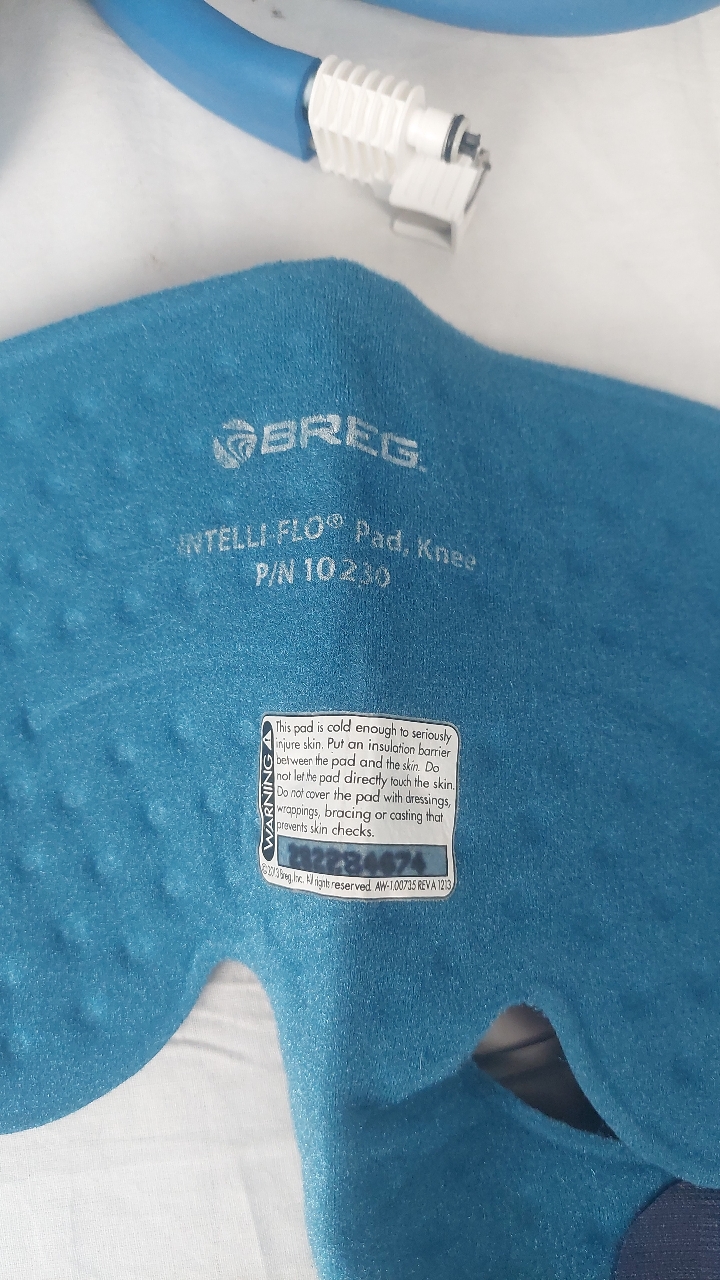 BREG
INTELLI FLO® Pad, Knee
P/N 10230
WARNING
This pad is cold enough to seriously
injure skin. Put an insulation barrier
between the pad and the skin. Do
not let the pad directly touch the skin.
Do not cover the pad with dressings,
wrappings, bracing or casting that
prevents skin checks.
©2013 Breg, Inc. All rights reserved. AW-1.00735 REV A 1213